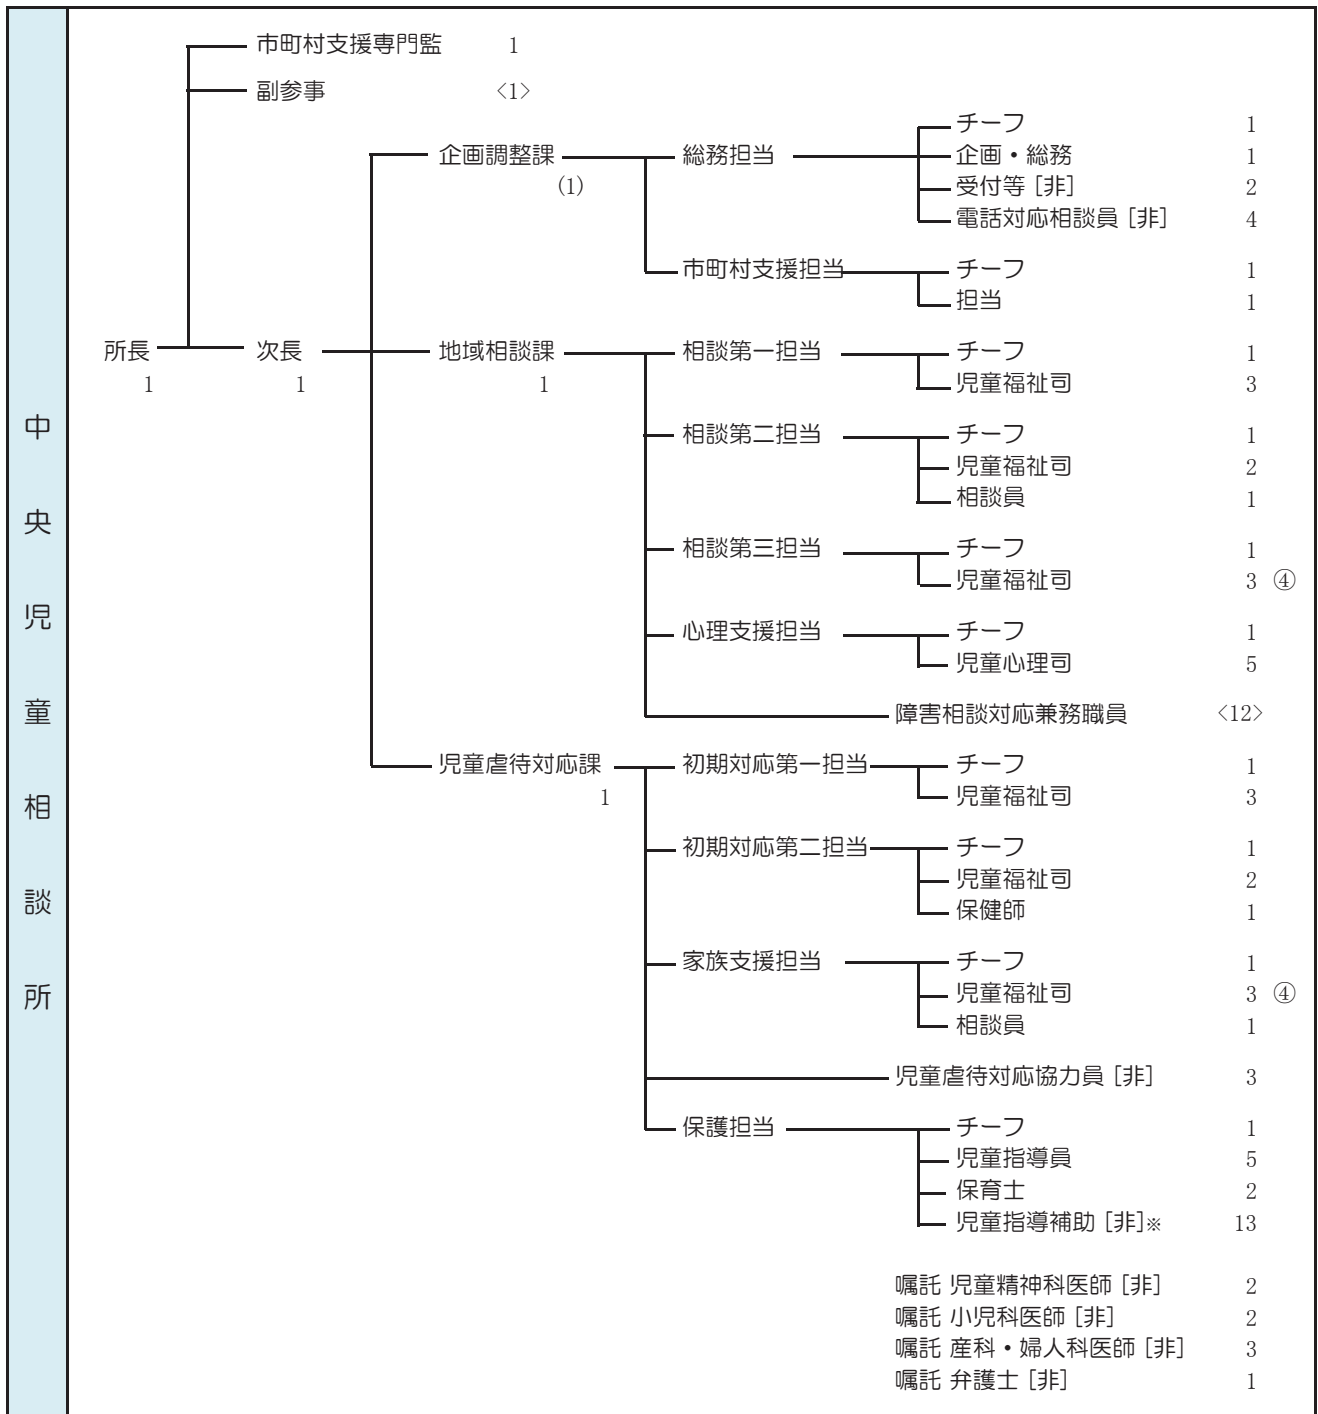 中央児童相談所
市町村支援専門監 1
副参事 <1>
チーフ 1
企画調整課 総務担当 企画・総務 1
(1) 受付等 [非] 2
電話対応相談員 [非] 4
市町村支援担当 チーフ 1
担当 1
所長 次長 地域相談課 相談第一担当 チーフ 1
1 1 1 児童福祉司 3
相談第二担当 チーフ 1
児童福祉司 2
相談員 1
相談第三担当 チーフ 1
児童福祉司 3 ④
心理支援担当 チーフ 1
児童心理司 5
障害相談対応兼務職員 <12>
児童虐待対応課 初期対応第一担当 チーフ 1
1 児童福祉司 3
初期対応第二担当 チーフ 1
児童福祉司 2
保健師 1
家族支援担当 チーフ 1
児童福祉司 3 ④
相談員 1
児童虐待対応協力員 [非] 3
保護担当 チーフ 1
児童指導員 5
保育士 2
児童指導補助 [非]※ 13
嘱託 児童精神科医師 [非] 2
嘱託 小児科医師 [非] 2
嘱託 産科・婦人科医師 [非] 3
嘱託 弁護士 [非] 1